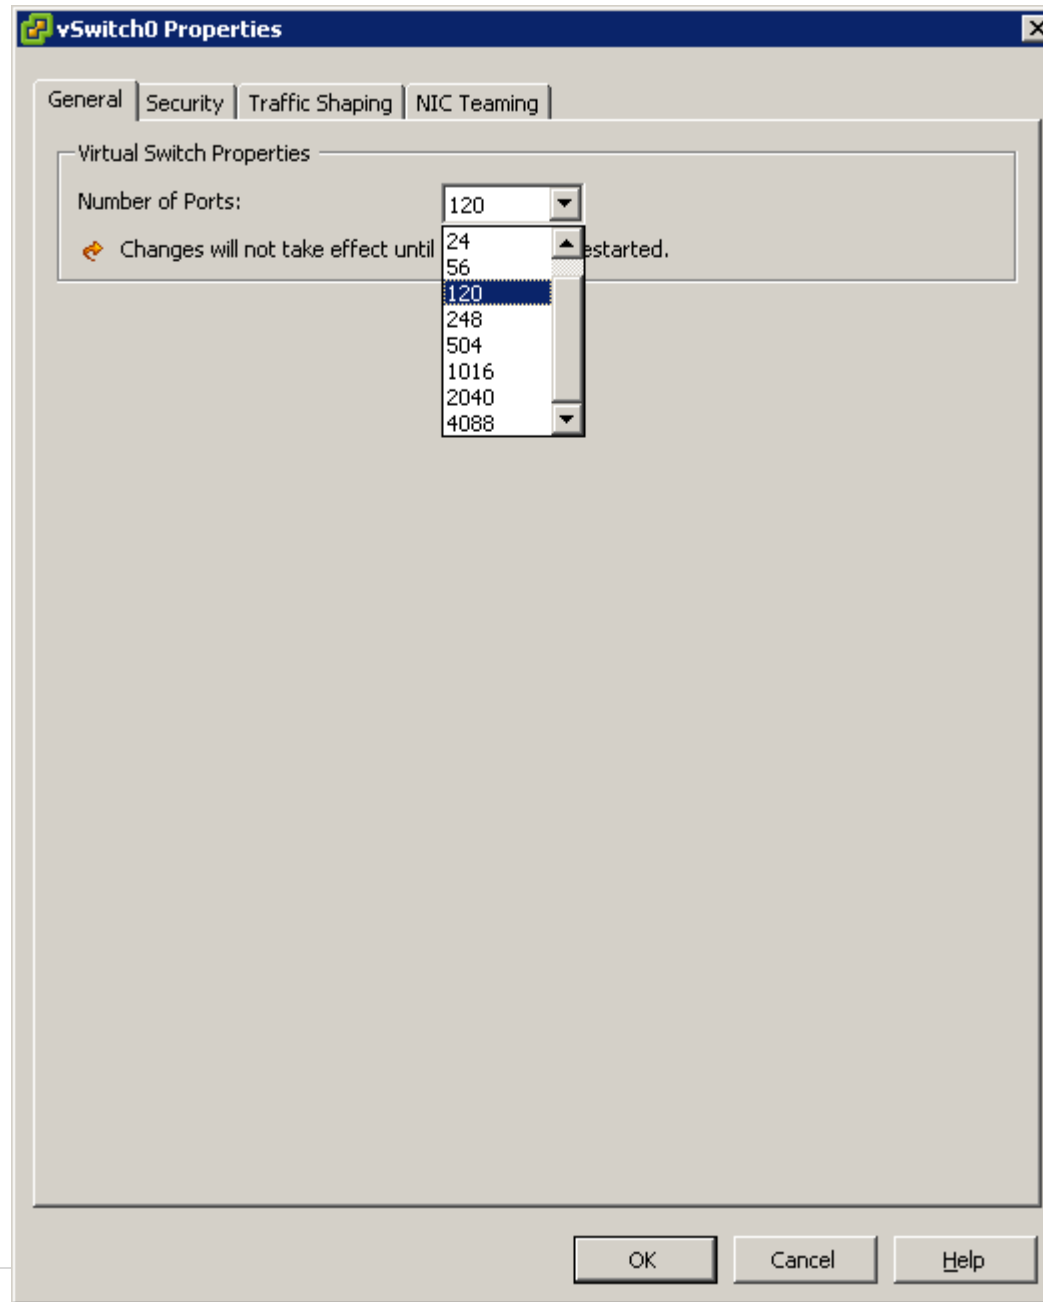 vSwitch0 Properties
General Security Traffic Shaping NIC Teaming
Virtual Switch Properties
Number of Ports: 120
Changes will not take effect until estarted.
24
56
120
248
504
1016
2040
4088
OK Cancel Help